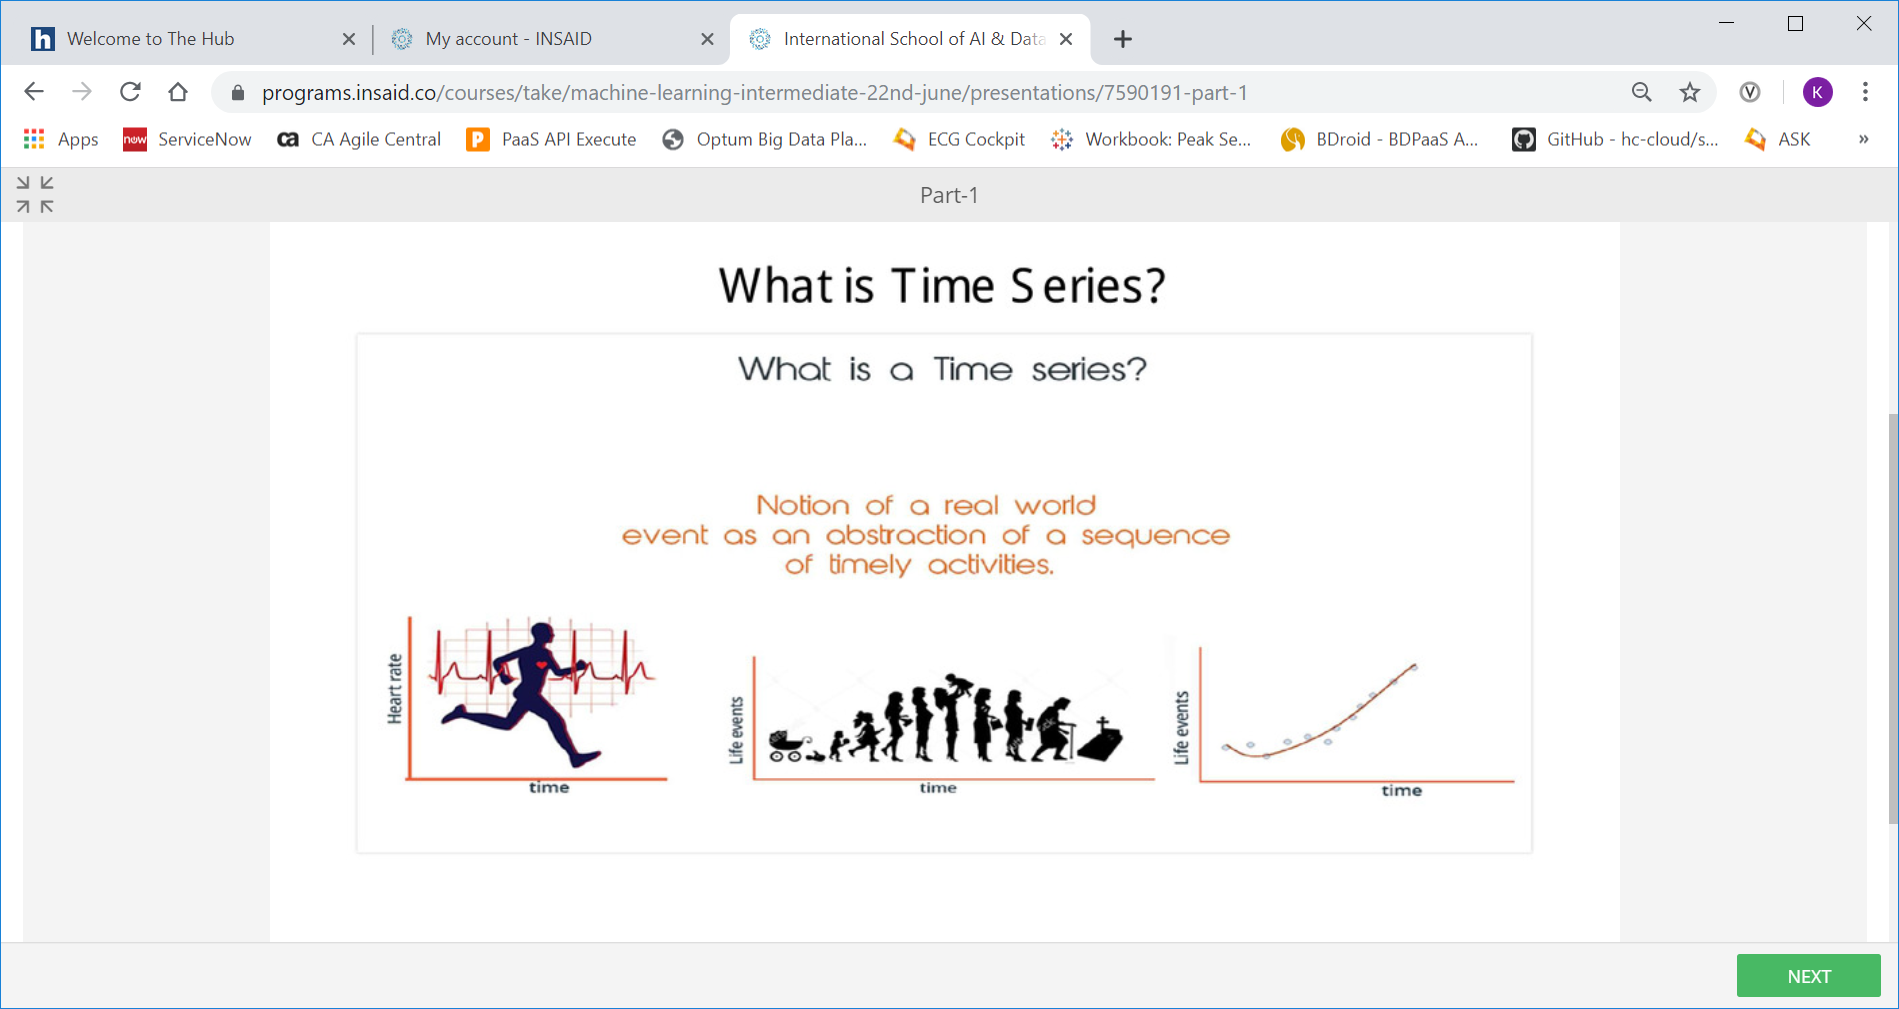 Welcome to The Hub
My account - INSAID
International School of AI & Data
programs.insaid.co/courses/take/machine-learning-intermediate-22nd-june/presentations/7590191-part-1
K
Apps
now ServiceNow
ca CA Agile Central
P PaaS API Execute
Optum Big Data Pla...
ECG Cockpit
Workbook: Peak Se...
BDroid - BDPaaS A...
GitHub - hc-cloud/s...
ASK
»
Part-1
What is Time Series?
What is a Time series?
Notion of a real world
event as an abstraction of a sequence
of timely activities.
Heart rate
time
Life events
time
Life events
time
NEXT